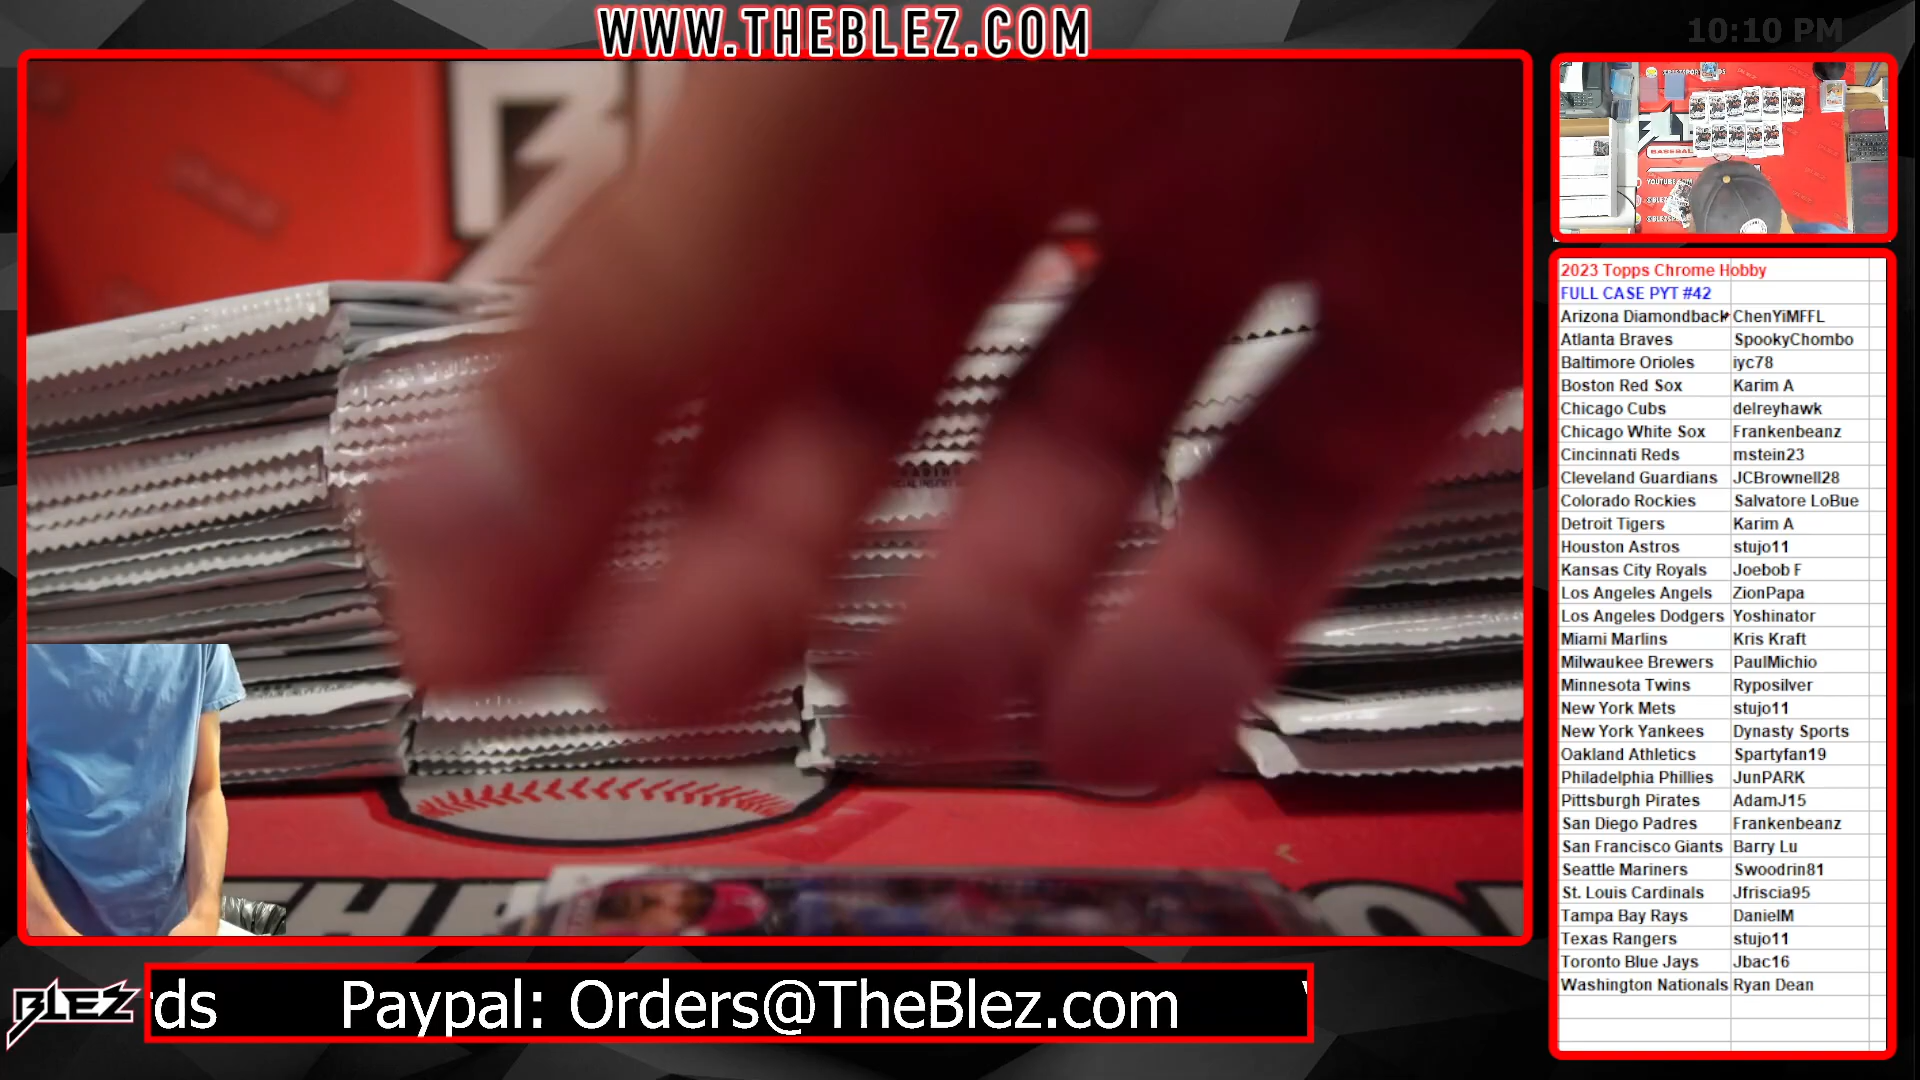 WWW.THEBLEZ.COM
10:10 PM
BASEBAL
YOUTUBE.COM
2023 Topps Chrome Hobby
FULL CASE PYT #42
Arizona Diamondback ChenYiMFFL
Atlanta Braves SpookyChombo
Baltimore Orioles iyc78
Boston Red Sox Karim A
Chicago Cubs delreyhawk
Chicago White Sox Frankenbeanz
Cincinnati Reds mstein23
Cleveland Guardians JCBrownell28
Colorado Rockies Salvatore LoBue
Detroit Tigers Karim A
Houston Astros stujo11
Kansas City Royals Joebob F
Los Angeles Angels ZionPapa
Los Angeles Dodgers Yoshinator
Miami Marlins Kris Kraft
Milwaukee Brewers PaulMichio
Minnesota Twins Ryposilver
New York Mets stujo11
New York Yankees Dynasty Sports
Oakland Athletics Spartyfan19
Philadelphia Phillies JunPARK
Pittsburgh Pirates AdamJ15
San Diego Padres Frankenbeanz
San Francisco Giants Barry Lu
Seattle Mariners Swoodrin81
St. Louis Cardinals Jfriscia95
Tampa Bay Rays DanielM
Texas Rangers stujo11
Toronto Blue Jays Jbac16
Washington Nationals Ryan Dean
BLEZ
rds Paypal: Orders@TheBlez.com